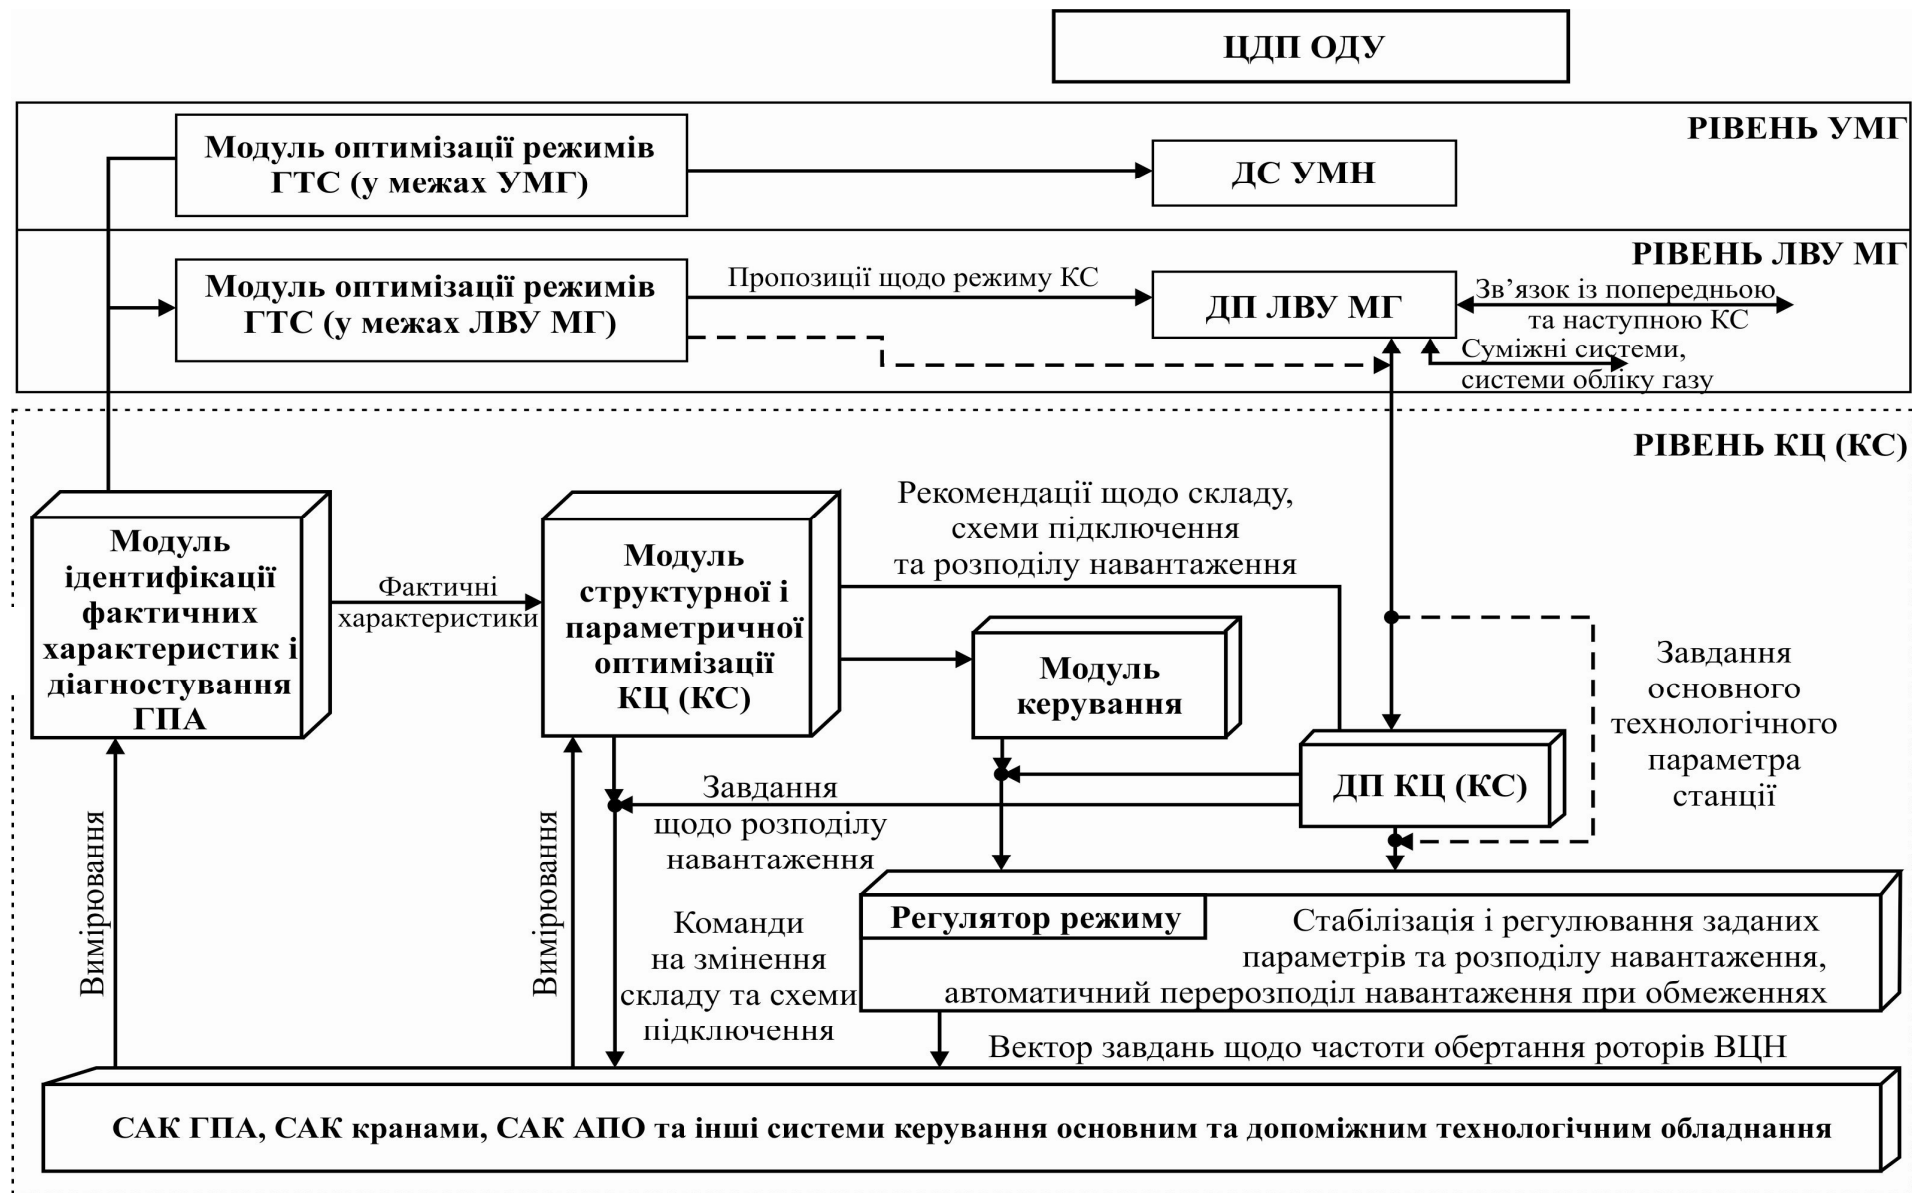 ЦДП ОДУ
РІВЕНЬ УМГ
Модуль оптимізації режимів
ГТС (у межах УМГ)
ДС УМН
РІВЕНЬ ЛВУ МГ
Модуль оптимізації режимів
ГТС (у межах ЛВУ МГ)
Пропозиції щодо режиму КС
ДП ЛВУ МГ
Зв’язок із попередньою
та наступною КС
Суміжні системи,
системи обліку газу
РІВЕНЬ КЦ (КС)
Модуль
ідентифікації
фактичних
характеристик і
діагностування
ГПА
Фактичні
характеристики
Модуль
структурної і
параметричної
оптимізації
КЦ (КС)
Рекомендації щодо складу,
схеми підключення
та розподілу навантаження
Модуль
керування
Завдання
основного
технологічного
параметра
станції
ДП КЦ (КС)
Завдання
щодо розподілу
навантаження
Вимірювання
Вимірювання
Команди
на змінення
складу та схеми
підключення
Регулятор режиму
Стабілізація і регулювання заданих
параметрів та розподілу навантаження,
автоматичний перерозподіл навантаження при обмеженнях
Вектор завдань щодо частоти обертання роторів ВЦН
САК ГПА, САК кранами, САК АПО та інші системи керування основним та допоміжним технологічним обладнання